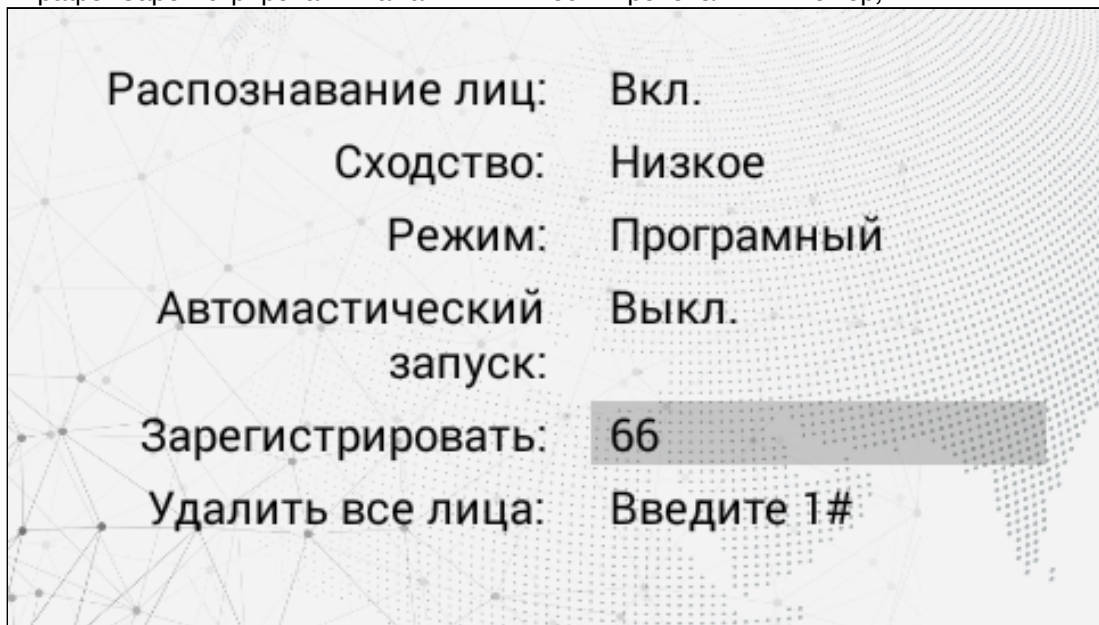 Распознавание лиц: Вкл.
Сходство: Низкое
Режим: Програмный
Автомастический Выкл.
запуск:
Зарегистрировать: 66
Удалить все лица: Введите 1#